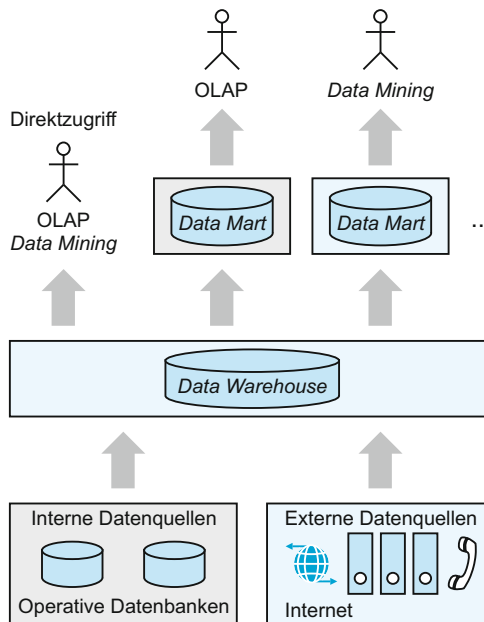 OLAP
Data Mining
Direktzugriff
OLAP
Data Mining
Data Mart
Data Mart
...
Data Warehouse
Interne Datenquellen
Operative Datenbanken
Externe Datenquellen
Internet